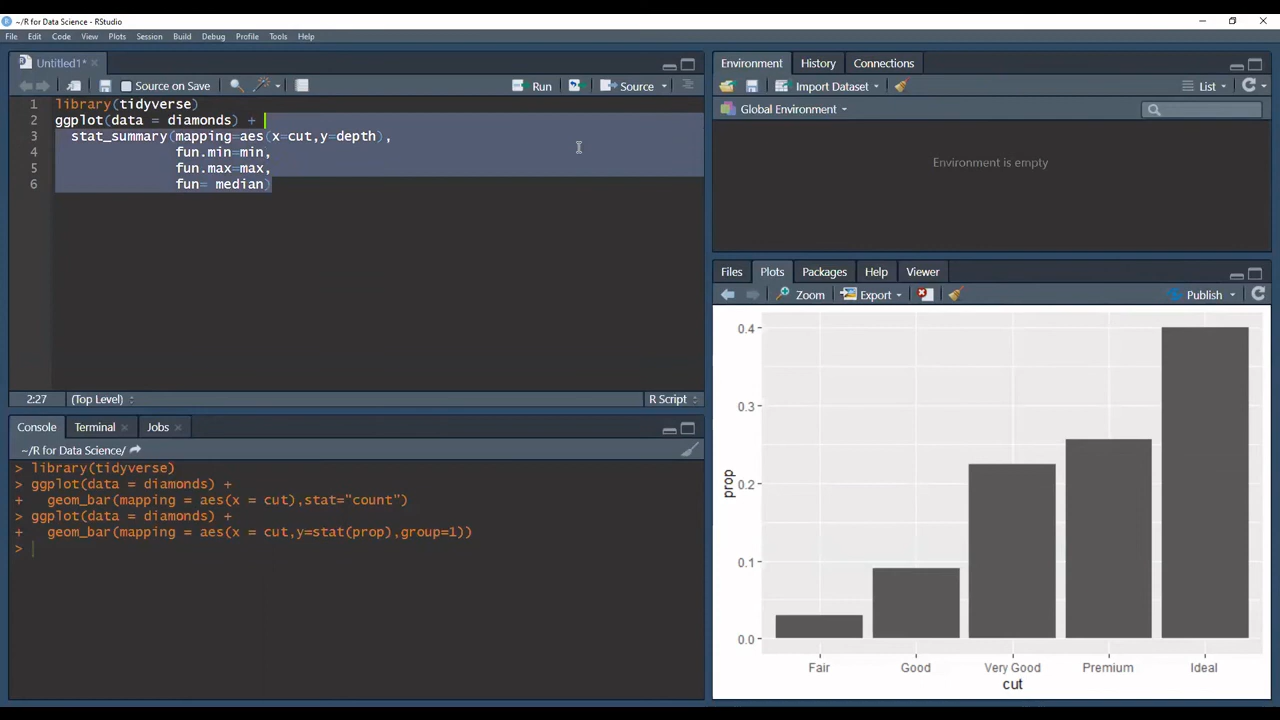 ~/R for Data Science - RStudio
File Edit Code View Plots Session Build Debug Profile Tools Help
Untitled1*
Source on Save
Run
Source
1 library(tidyverse)
2 ggplot(data = diamonds) +
3 stat_summary(mapping=aes(x=cut,y=depth),
4 fun.min=min,
5 fun.max=max,
6 fun= median)
2:27
(Top Level)
R Script
Console Terminal Jobs
~/R for Data Science/
> library(tidyverse)
> ggplot(data = diamonds) +
+ geom_bar(mapping = aes(x = cut),stat="count")
> ggplot(data = diamonds) +
+ geom_bar(mapping = aes(x = cut,y=stat(prop),group=1))
>
Environment History Connections
Import Dataset
List
Global Environment
Environment is empty
Files Plots Packages Help Viewer
Zoom
Export
Publish
0.4
0.3
0.2
0.1
0.0
prop
Fair Good Very Good Premium Ideal
cut